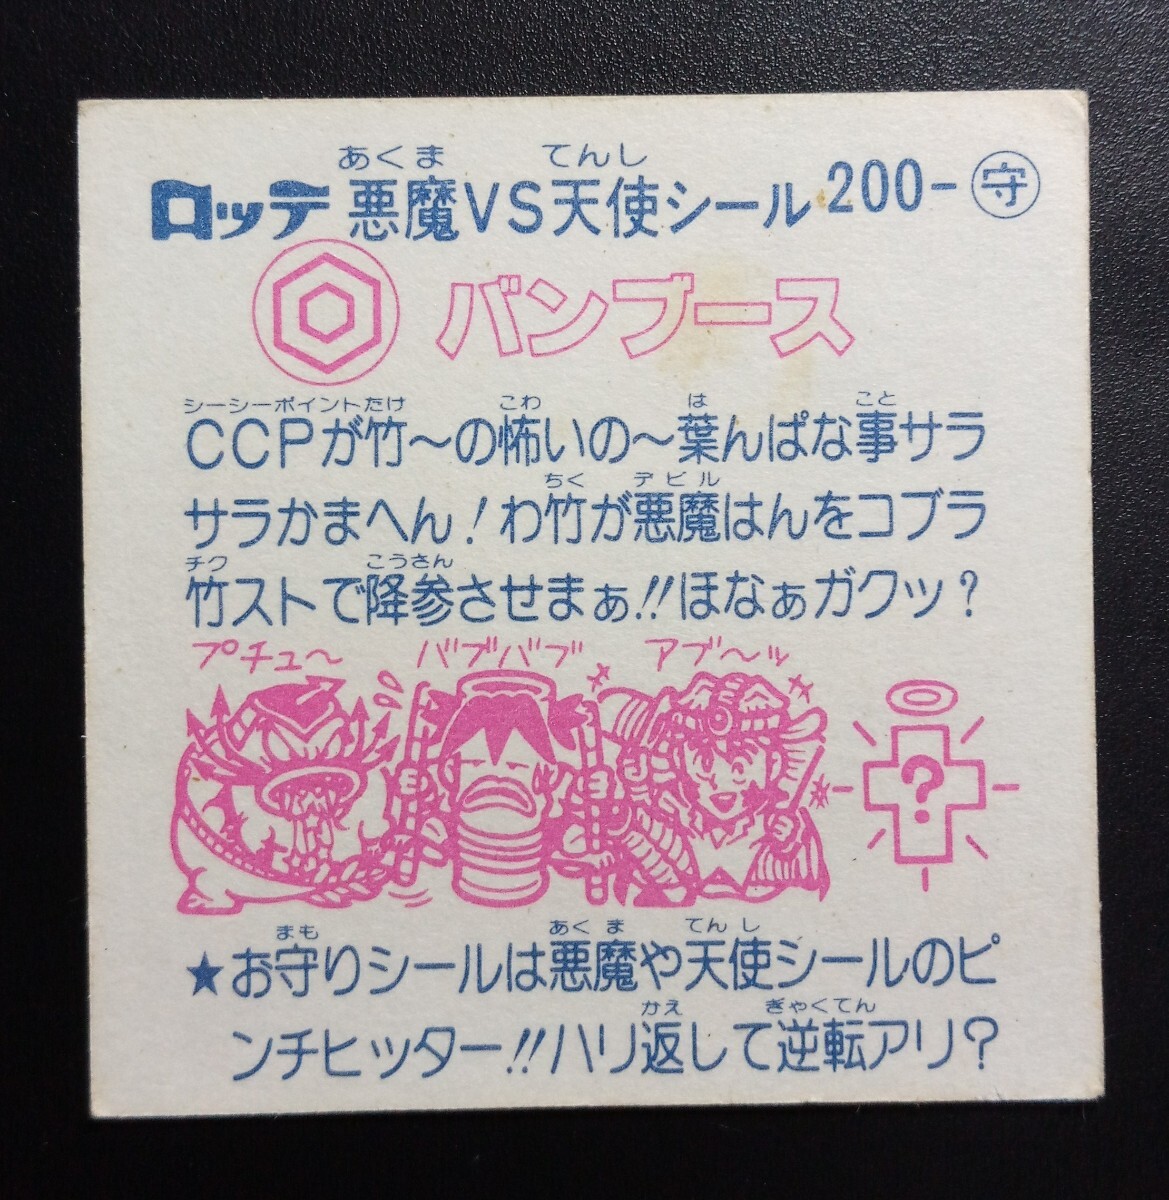 あくま てんし
ロッテ 悪魔VS天使シール 200-守
バンブース
シーシーポイントたけ こわ は こと
CCPが竹〜の怖いの〜葉んぱな事サラ
ちく デビル
サラかまへん!わ竹が悪魔はんをコブラ
チク こうさん
竹ストで降参させまぁ!!ほなぁガクッ?
プチュ〜 バブバブ アブ〜ッ
?
まも あくま てんし
★お守りシールは悪魔や天使シールのピ
かえ ぎゃくてん
ンチヒッター!!ハリ返して逆転アリ?